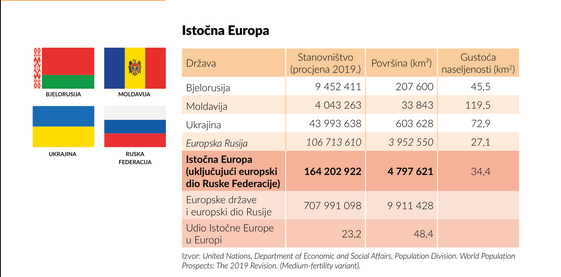 Istočna Europa
BJELORUSIJA
MOLDAVIJA
UKRAJINA
RUSKA
FEDERACIJA
Država
Stanovništvo
(procjena 2019.)
Površina (km²)
Gustoća
naseljenosti (km²)
Bjelorusija 9 452 411 207 600 45,5
Moldavija 4 043 263 33 843 119,5
Ukrajina 43 993 638 603 628 72,9
Europska Rusija 106 713 610 3 952 550 27,1
Istočna Europa
(uključujući europski
dio Ruske Federacije)
164 202 922 4 797 621 34,4
Europske države
i europski dio Rusije
707 991 098 9 911 428
Udio Istočne Europe
u Europi
23,2 48,4
Izvor: United Nations, Department of Economic and Social Affairs, Population Division. World Population
Prospects: The 2019 Revision. (Medium-fertility variant).